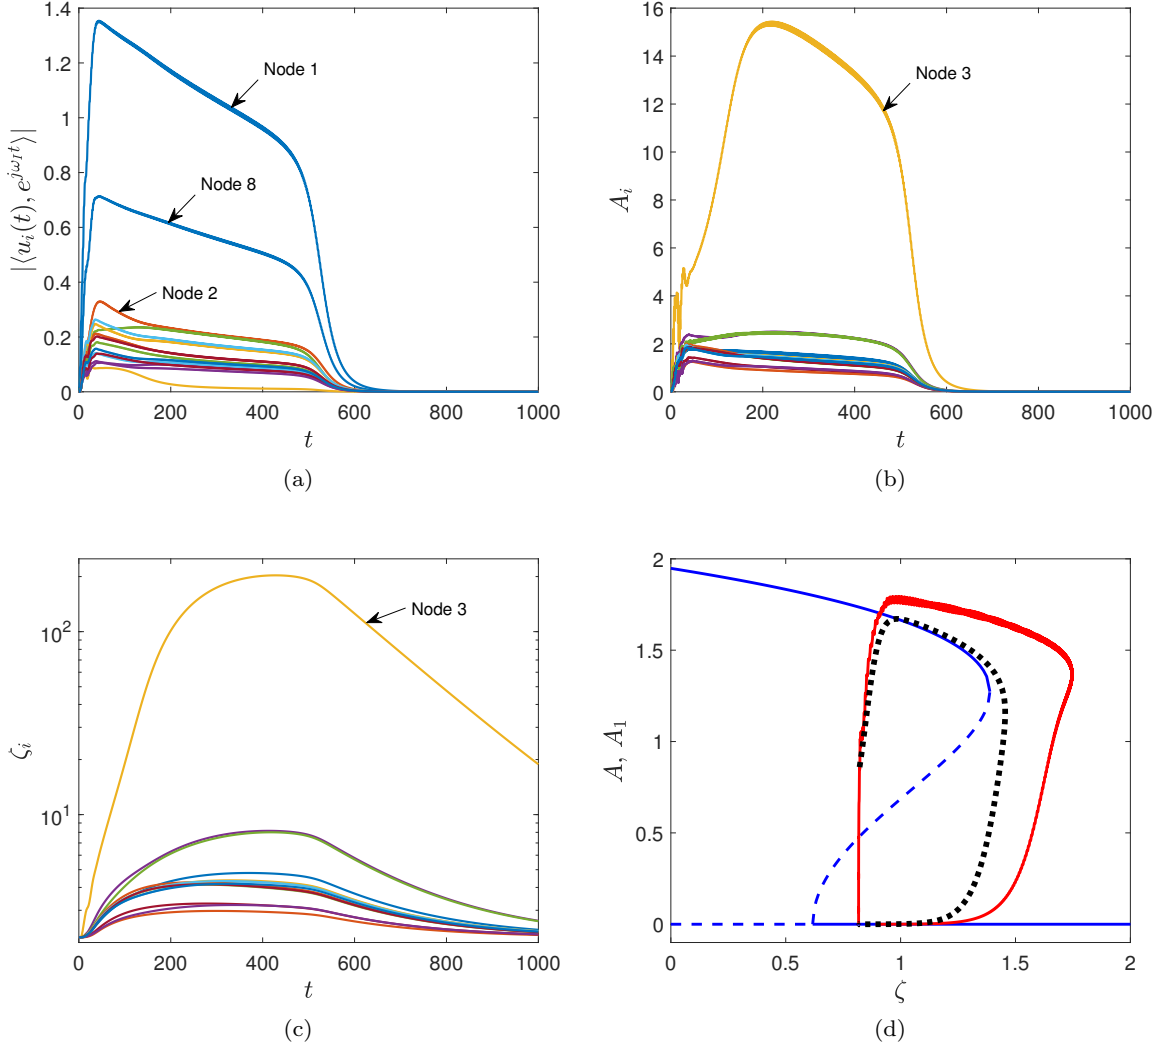 1.4
1.2
1
0.8
0.6
0.4
0.2
0
|⟨u_i(t), e^{jω_I t}⟩|
Node 1
Node 8
Node 2
0 200 400 600 800 1000
t
(a)
16
14
12
10
8
6
4
2
0
A_i
Node 3
0 200 400 600 800 1000
t
(b)
10^2
10^1
ζ_i
Node 3
0 200 400 600 800 1000
t
(c)
2
1.5
1
0.5
0
A, A_1
0 0.5 1 1.5 2
ζ
(d)